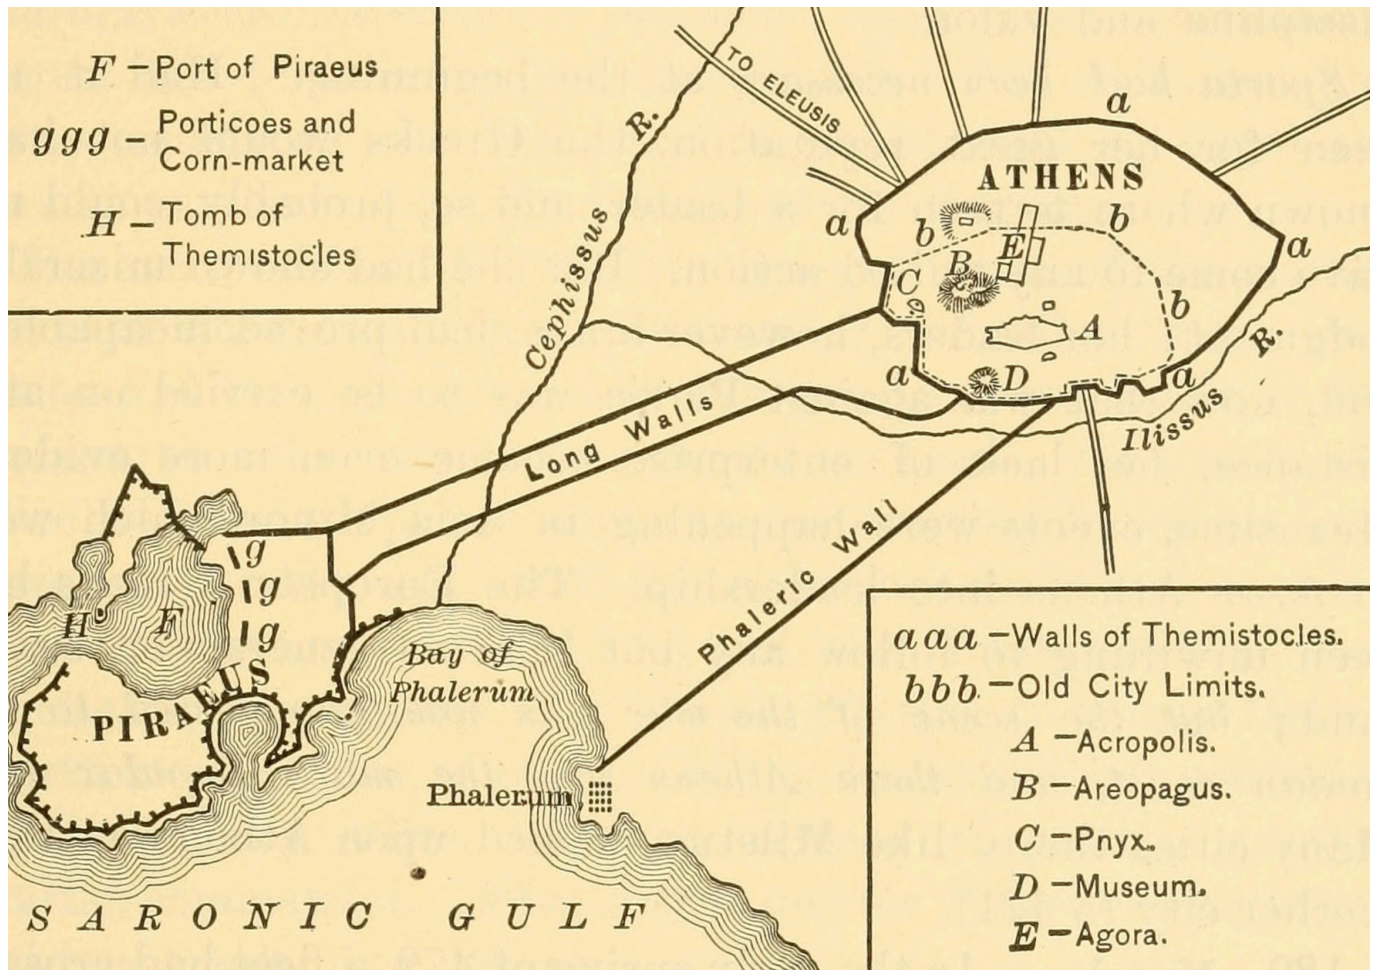 F – Port of Piraeus
ggg – Porticoes and
Corn-market
H – Tomb of
Themistocles
TO ELEUSIS
Cephissus R.
ATHENS
a
a
a
a
a
b
b
b
E
B
C
A
D
Ilissus R.
Long Walls
Phaleric Wall
g
g
g
H
F
PIRAEUS
Bay of
Phalerum
Phalerum
SARONIC GULF
aaa – Walls of Themistocles.
bbb. – Old City Limits.
A – Acropolis.
B – Areopagus.
C – Pnyx.
D – Museum.
E – Agora.